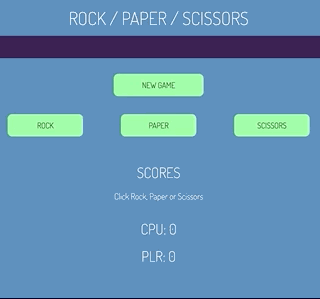 ROCK / PAPER / SCISSORS
NEW GAME
ROCK PAPER SCISSORS
SCORES
Click Rock, Paper or Scissors
CPU: 0
PLR: 0